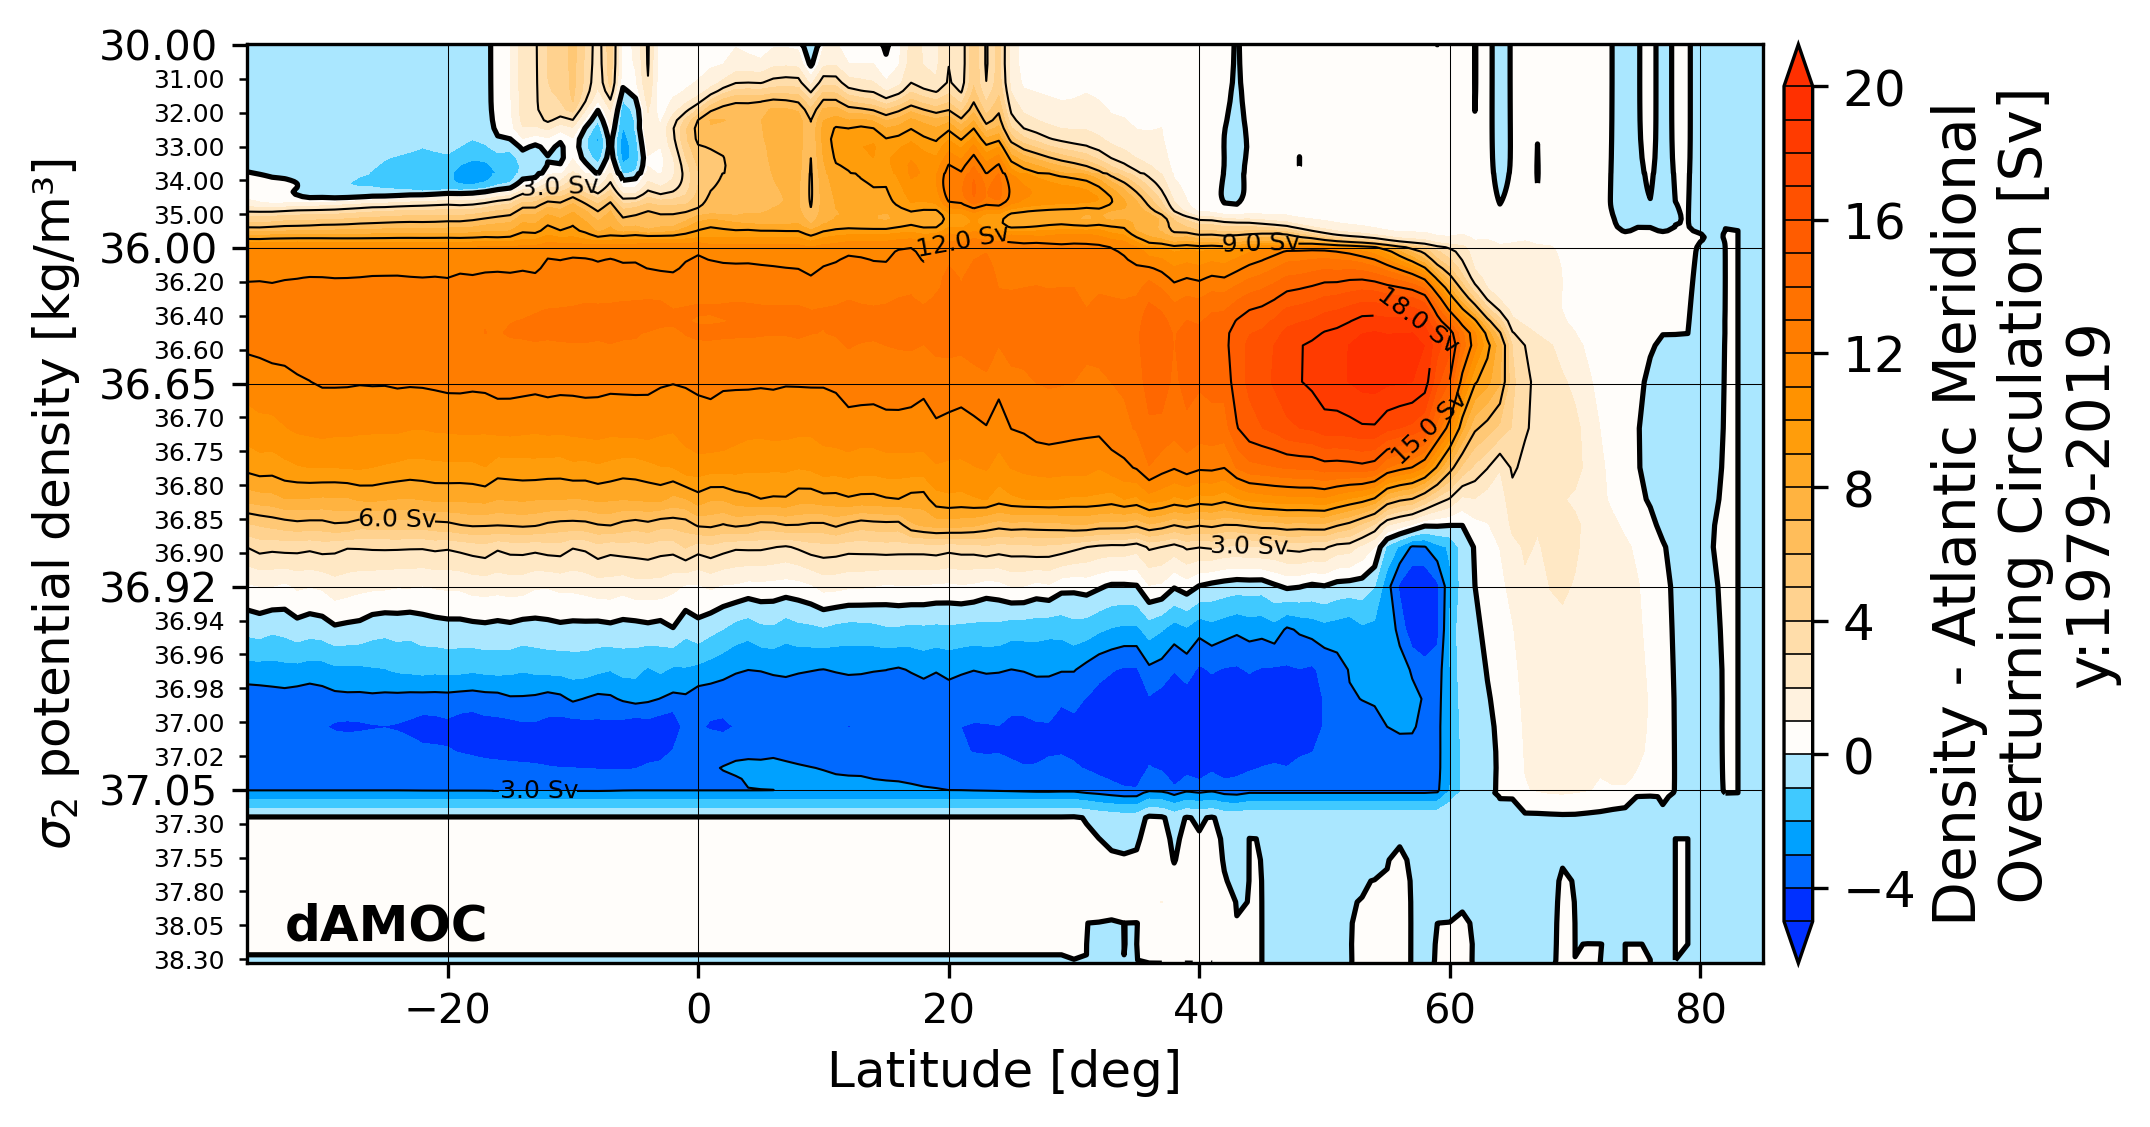 30.00
31.00
32.00
33.00
34.00
35.00
36.00
36.20
36.40
36.60
36.65
36.70
36.75
36.80
36.85
36.90
36.92
36.94
36.96
36.98
37.00
37.02
37.05
37.30
37.55
37.80
38.05
38.30
σ₂ potential density [kg/m³]
3.0 Sv
12.0 Sv
9.0 Sv
18.0 Sv
15.0 Sv
6.0 Sv
3.0 Sv
3.0 Sv
dAMOC
−20
0
20
40
60
80
Latitude [deg]
20
16
12
8
4
0
−4
Density - Atlantic Meridional
Overturning Circulation [Sv]
y:1979-2019